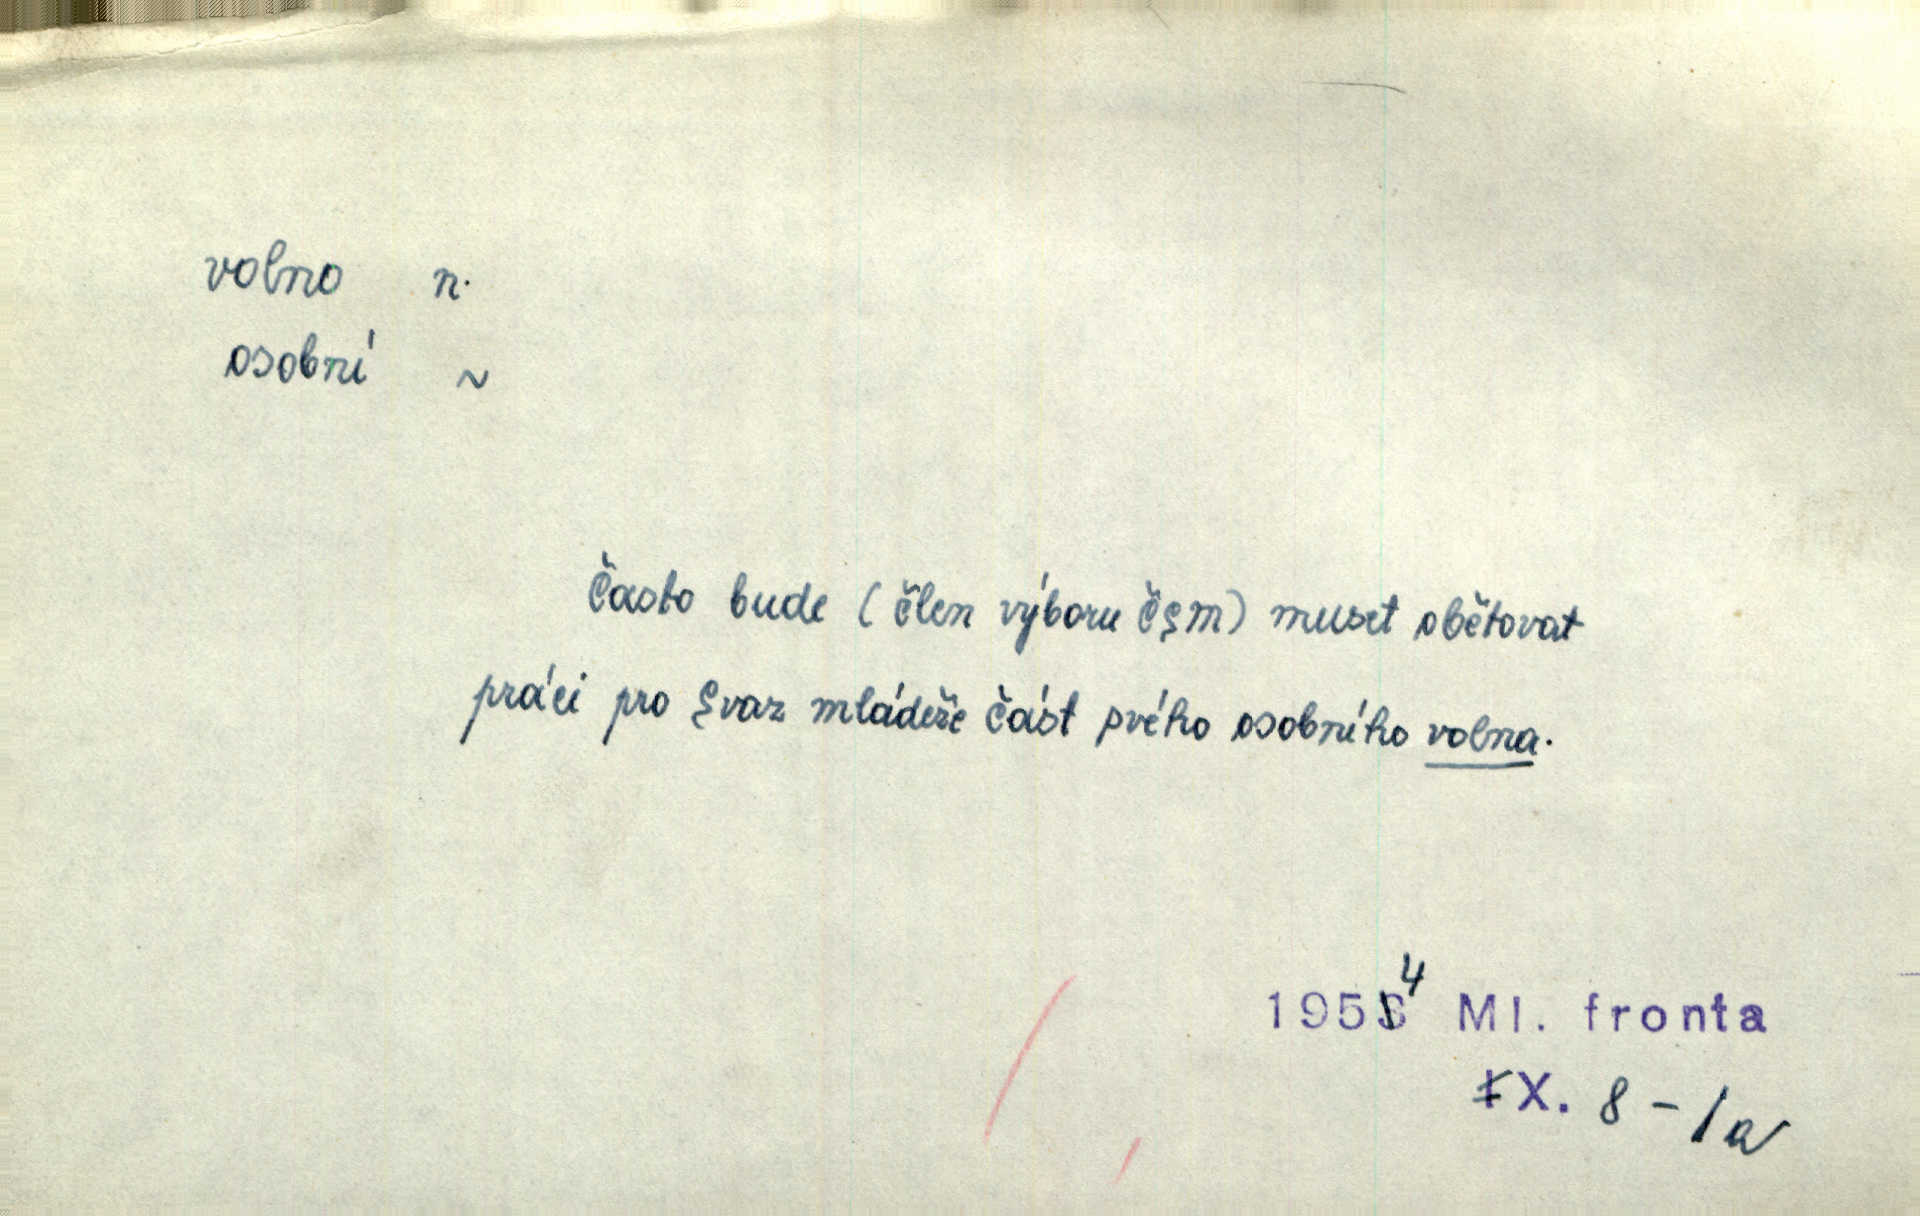 volno n.
osobní ~
Často bude (člen výboru ČSM) muset obětovat
práci pro Svaz mládeže část svého osobního volna.
1954 Ml. fronta
X. 8 - 1a